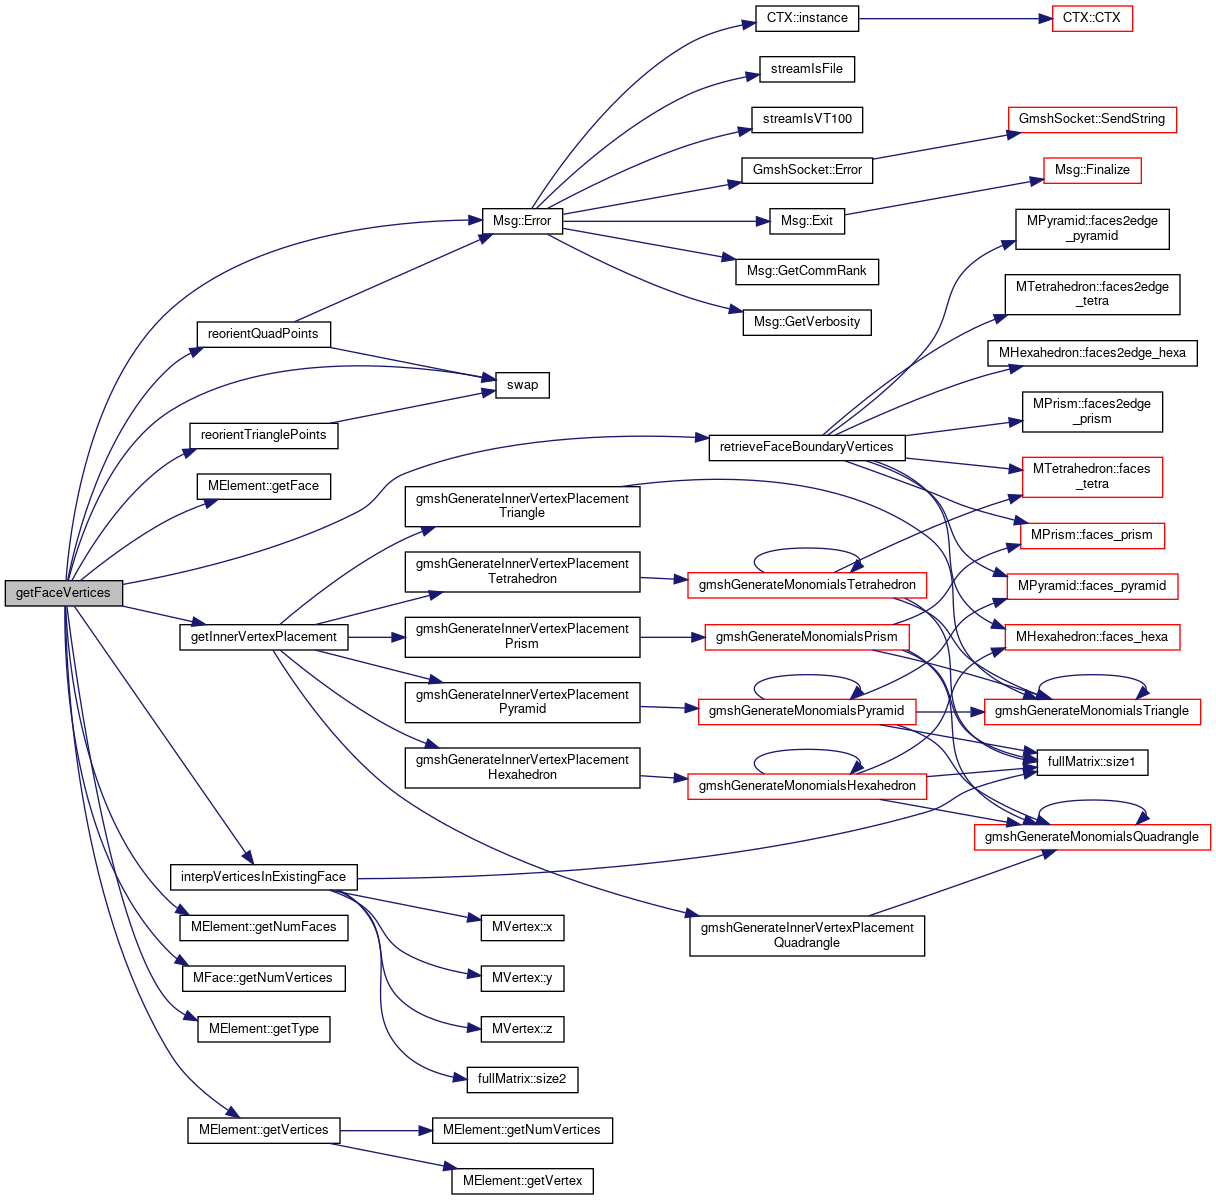 CTX::instance
CTX::CTX
streamIsFile
streamIsVT100
GmshSocket::SendString
GmshSocket::Error
Msg::Finalize
Msg::Error
Msg::Exit
MPyramid::faces2edge
_pyramid
Msg::GetCommRank
MTetrahedron::faces2edge
_tetra
Msg::GetVerbosity
reorientQuadPoints
MHexahedron::faces2edge_hexa
swap
MPrism::faces2edge
_prism
reorientTrianglePoints
retrieveFaceBoundaryVertices
MTetrahedron::faces
_tetra
MElement::getFace
gmshGenerateInnerVertexPlacement
Triangle
MPrism::faces_prism
gmshGenerateInnerVertexPlacement
Tetrahedron
gmshGenerateMonomialsTetrahedron
MPyramid::faces_pyramid
getFaceVertices
getInnerVertexPlacement
gmshGenerateInnerVertexPlacement
Prism
gmshGenerateMonomialsPrism
MHexahedron::faces_hexa
gmshGenerateInnerVertexPlacement
Pyramid
gmshGenerateMonomialsPyramid
gmshGenerateMonomialsTriangle
gmshGenerateInnerVertexPlacement
Hexahedron
fullMatrix::size1
gmshGenerateMonomialsHexahedron
gmshGenerateMonomialsQuadrangle
interpVerticesInExistingFace
MElement::getNumFaces
MVertex::x
gmshGenerateInnerVertexPlacement
Quadrangle
MFace::getNumVertices
MVertex::y
MElement::getType
MVertex::z
fullMatrix::size2
MElement::getVertices
MElement::getNumVertices
MElement::getVertex